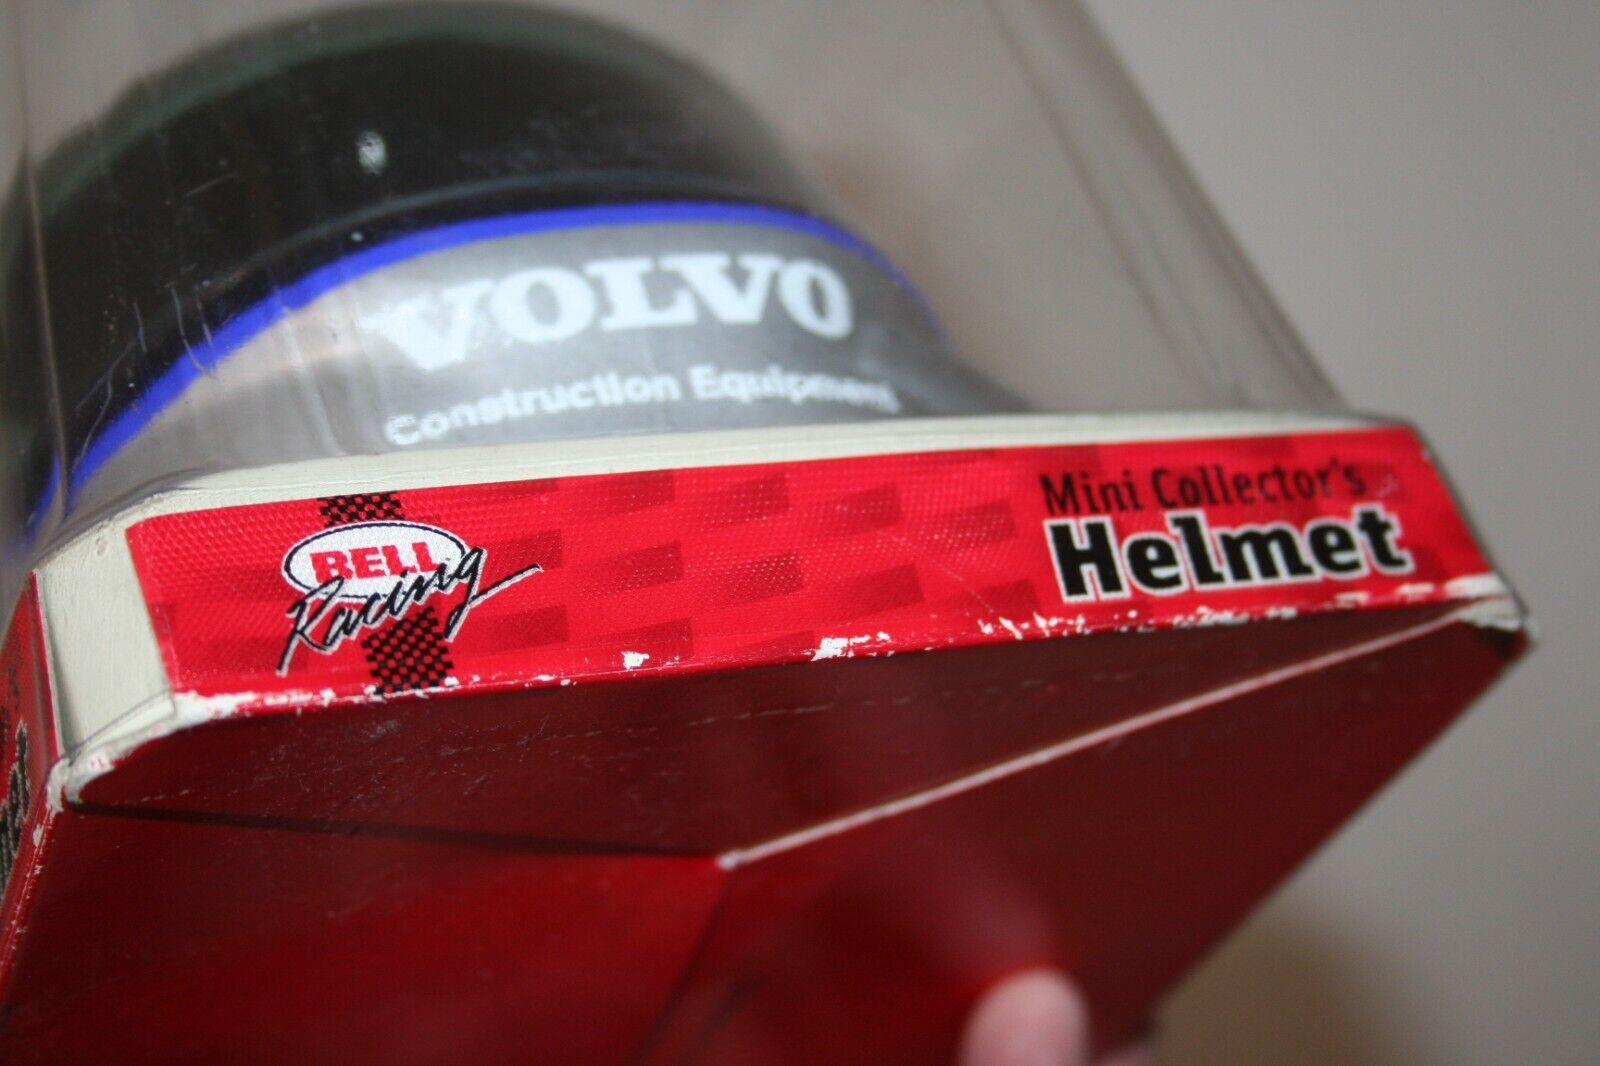 VOLVO
Construction Equipment
BELL
Racing
Mini Collector's
Helmet